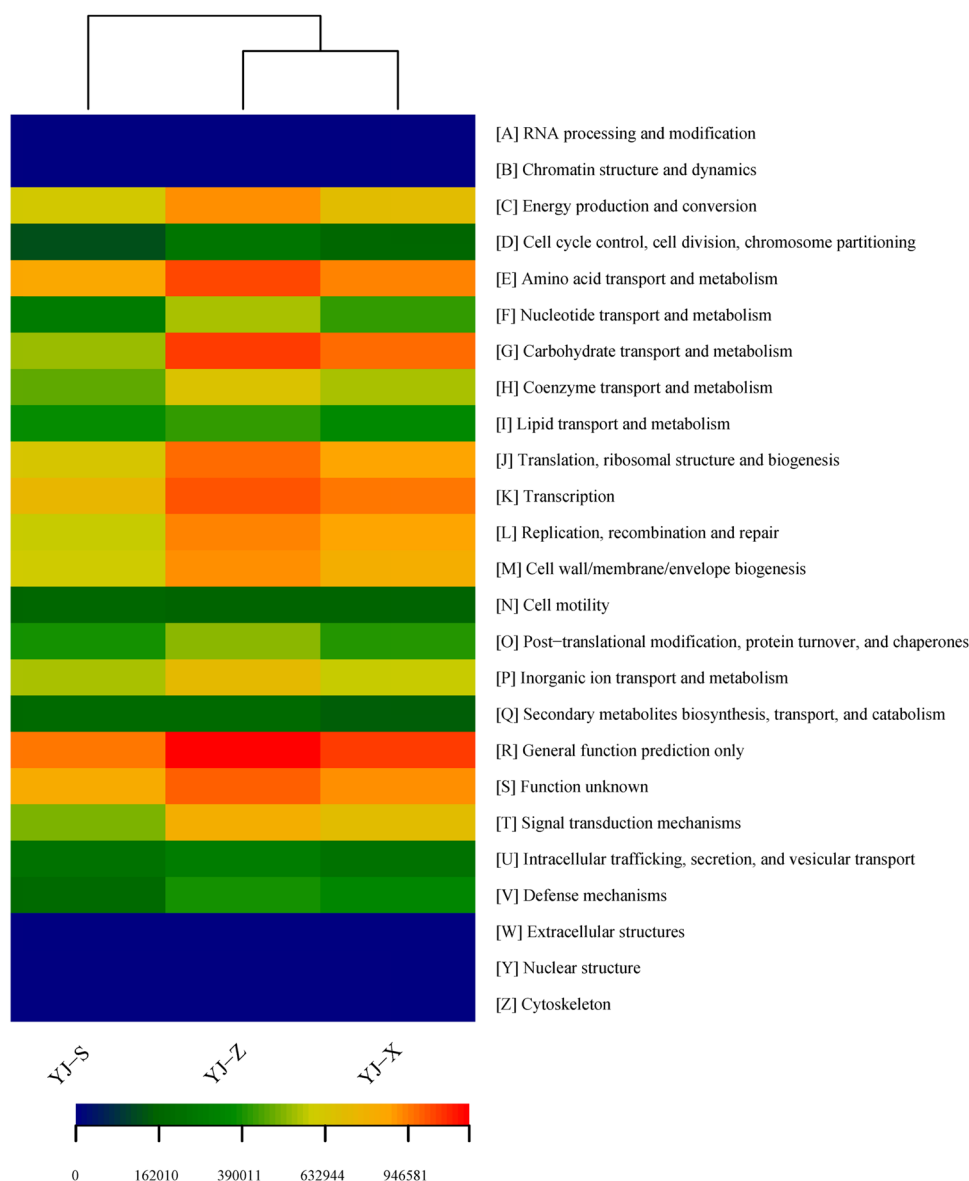 [A] RNA processing and modification
[B] Chromatin structure and dynamics
[C] Energy production and conversion
[D] Cell cycle control, cell division, chromosome partitioning
[E] Amino acid transport and metabolism
[F] Nucleotide transport and metabolism
[G] Carbohydrate transport and metabolism
[H] Coenzyme transport and metabolism
[I] Lipid transport and metabolism
[J] Translation, ribosomal structure and biogenesis
[K] Transcription
[L] Replication, recombination and repair
[M] Cell wall/membrane/envelope biogenesis
[N] Cell motility
[O] Post−translational modification, protein turnover, and chaperones
[P] Inorganic ion transport and metabolism
[Q] Secondary metabolites biosynthesis, transport, and catabolism
[R] General function prediction only
[S] Function unknown
[T] Signal transduction mechanisms
[U] Intracellular trafficking, secretion, and vesicular transport
[V] Defense mechanisms
[W] Extracellular structures
[Y] Nuclear structure
[Z] Cytoskeleton
YJ−S YJ−Z YJ−X
0 162010 390011 632944 946581